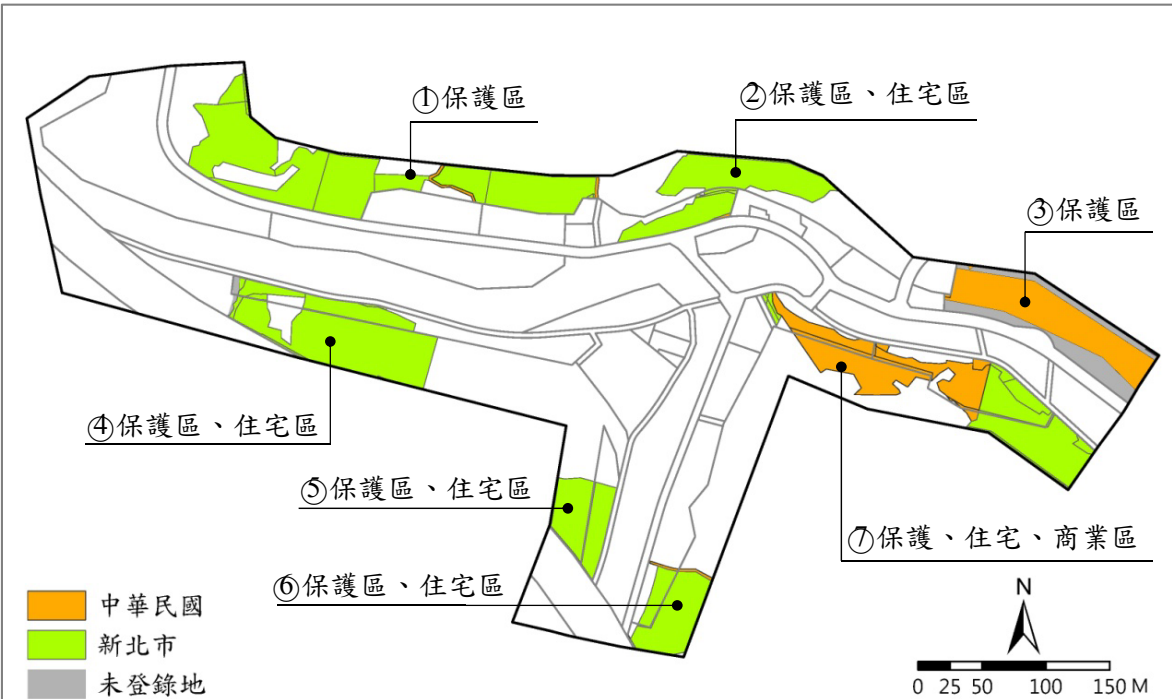 ①保護區
②保護區、住宅區
③保護區
④保護區、住宅區
⑤保護區、住宅區
⑥保護區、住宅區
⑦保護、住宅、商業區
中華民國
新北市
未登錄地
N
0 25 50 100 150 M